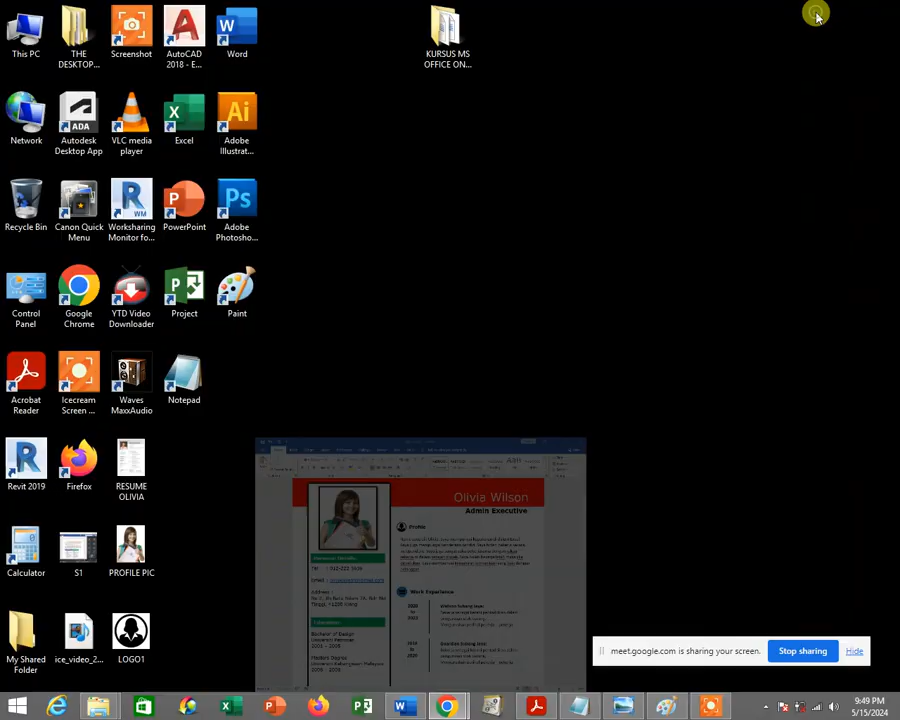 This PC
THE DESKTOP...
Screenshot
AutoCAD 2018 - E...
Word
KURSUS MS OFFICE ON...
Network
Autodesk Desktop App
VLC media player
Excel
Adobe Illustrat...
Recycle Bin
Canon Quick Menu
Worksharing Monitor fo...
PowerPoint
Adobe Photosho...
Control Panel
Google Chrome
YTD Video Downloader
Project
Paint
Acrobat Reader
Icecream Screen ...
Waves MaxxAudio
Notepad
Revit 2019
Firefox
RESUME OLIVIA
Calculator
S1
PROFILE PIC
My Shared Folder
ice_video_2...
LOGO1
Olivia Wilson
Admin Executive
Profile
Work Experience
meet.google.com is sharing your screen.
Stop sharing
Hide
9:49 PM
5/15/2024